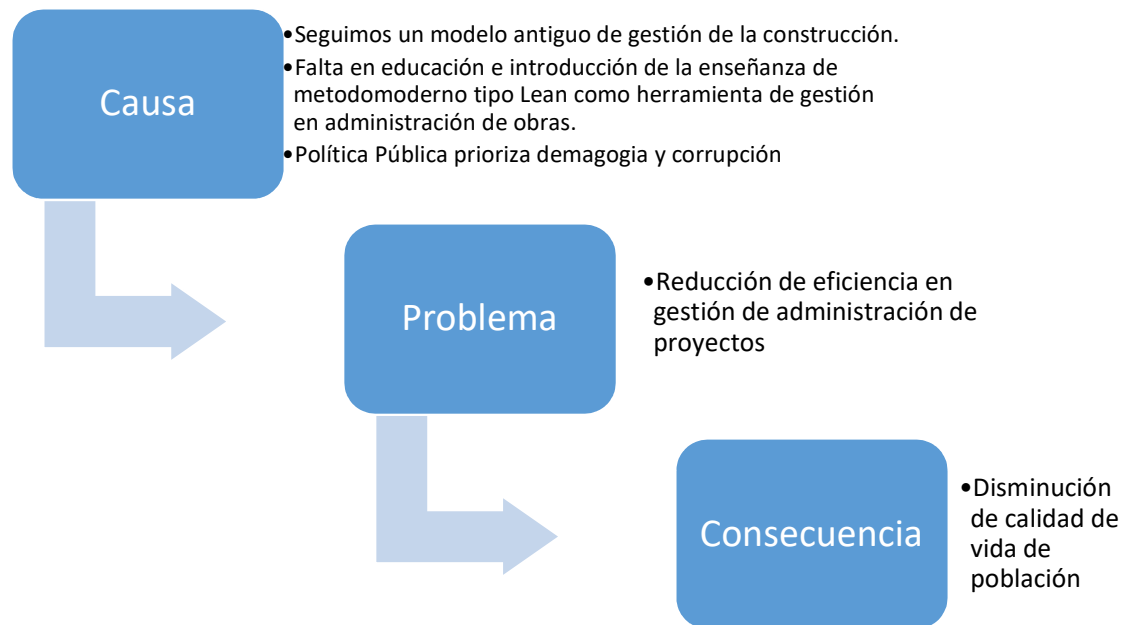 Causa
•Seguimos un modelo antiguo de gestión de la construcción.
•Falta en educación e introducción de la enseñanza de
metodomoderno tipo Lean como herramienta de gestión
en administración de obras.
•Política Pública prioriza demagogia y corrupción
Problema
•Reducción de eficiencia en
gestión de administración de
proyectos
Consecuencia
•Disminución
de calidad de
vida de
población